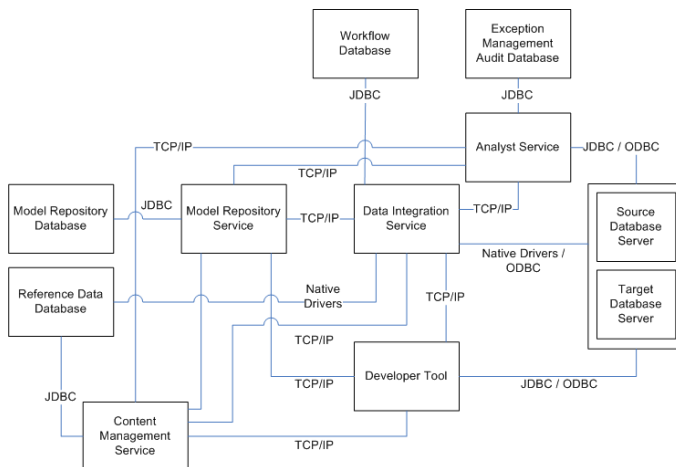 Workflow
Database
Exception
Management
Audit Database
JDBC
JDBC
TCP/IP
Analyst Service
JDBC / ODBC
TCP/IP
Model Repository
Database
JDBC
Model Repository
Service
TCP/IP
Data Integration
Service
TCP/IP
Source
Database
Server
Native Drivers /
ODBC
Reference Data
Database
Native
Drivers
TCP/IP
Target
Database
Server
TCP/IP
TCP/IP
Developer Tool
TCP/IP
JDBC / ODBC
JDBC
Content
Management
Service
TCP/IP